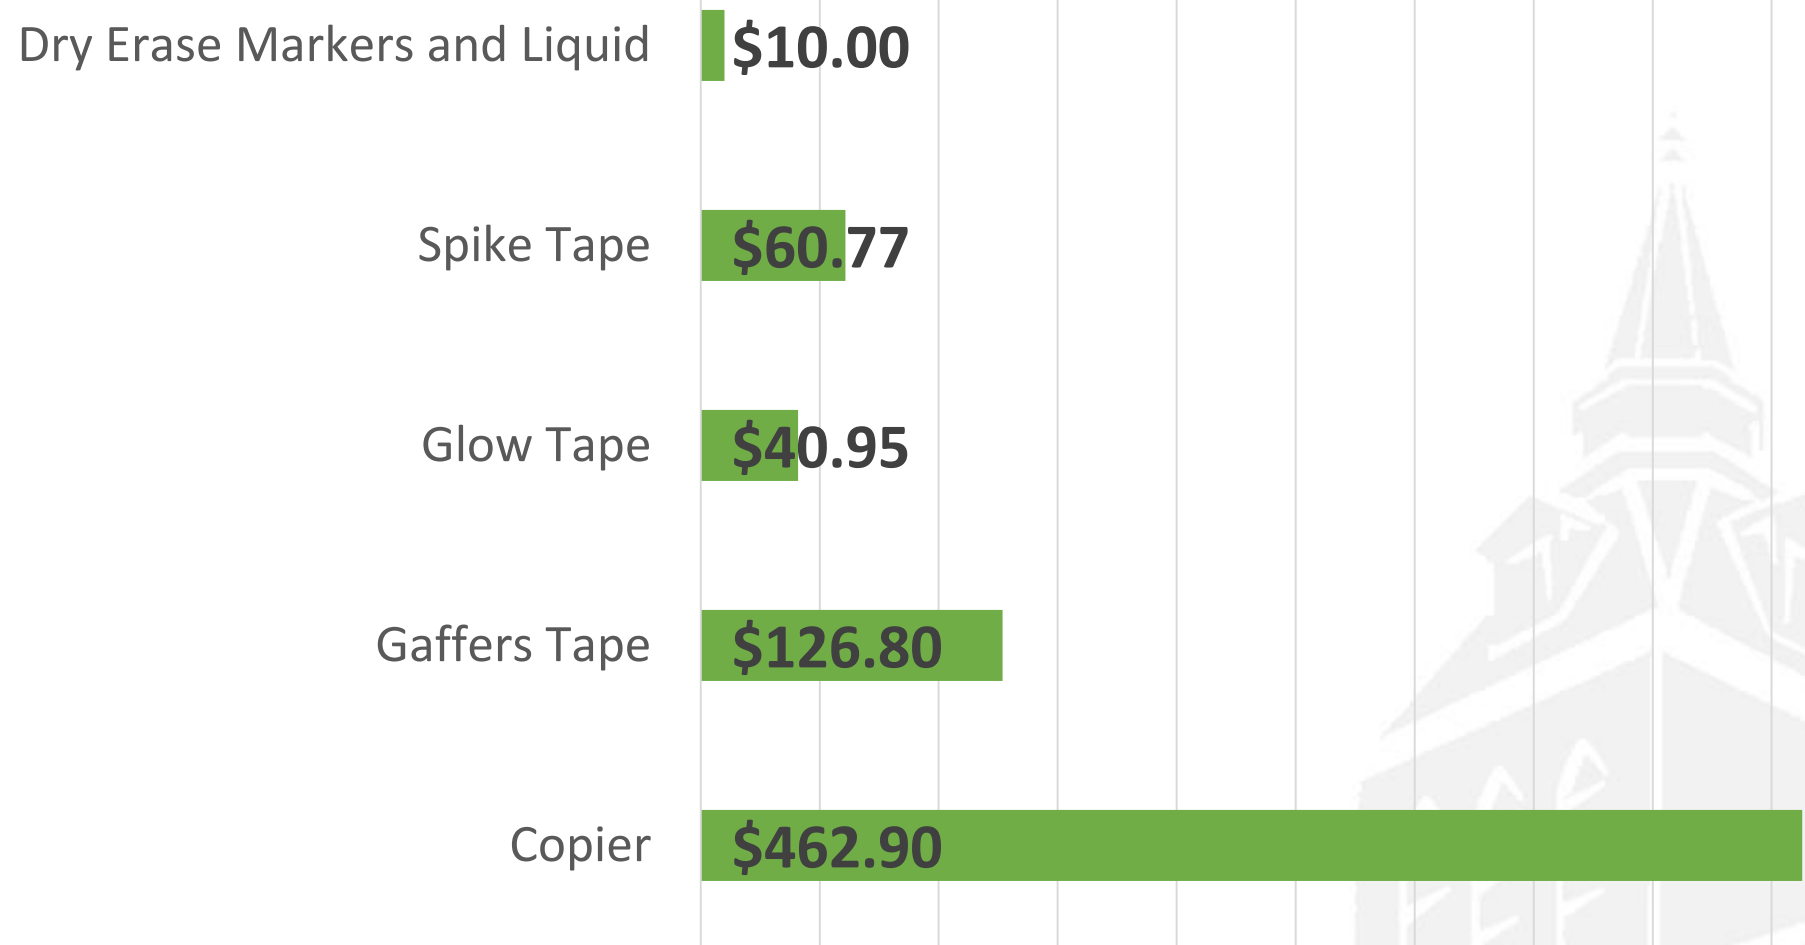 Dry Erase Markers and Liquid $10.00
Spike Tape $60.77
Glow Tape $40.95
Gaffers Tape $126.80
Copier $462.90